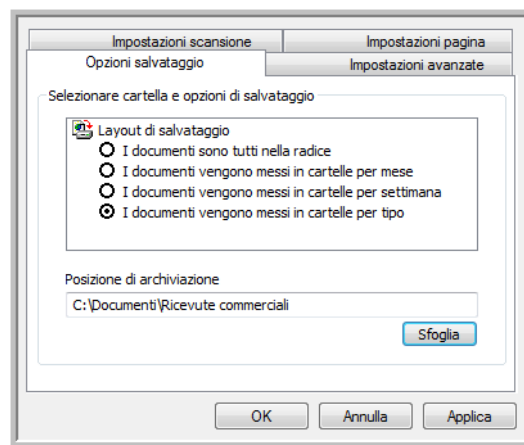 Impostazioni scansione
Impostazioni pagina
Opzioni salvataggio
Impostazioni avanzate
Selezionare cartella e opzioni di salvataggio
Layout di salvataggio
I documenti sono tutti nella radice
I documenti vengono messi in cartelle per mese
I documenti vengono messi in cartelle per settimana
I documenti vengono messi in cartelle per tipo
Posizione di archiviazione
C:\Documenti\Ricevute commerciali
Sfoglia
OK
Annulla
Applica